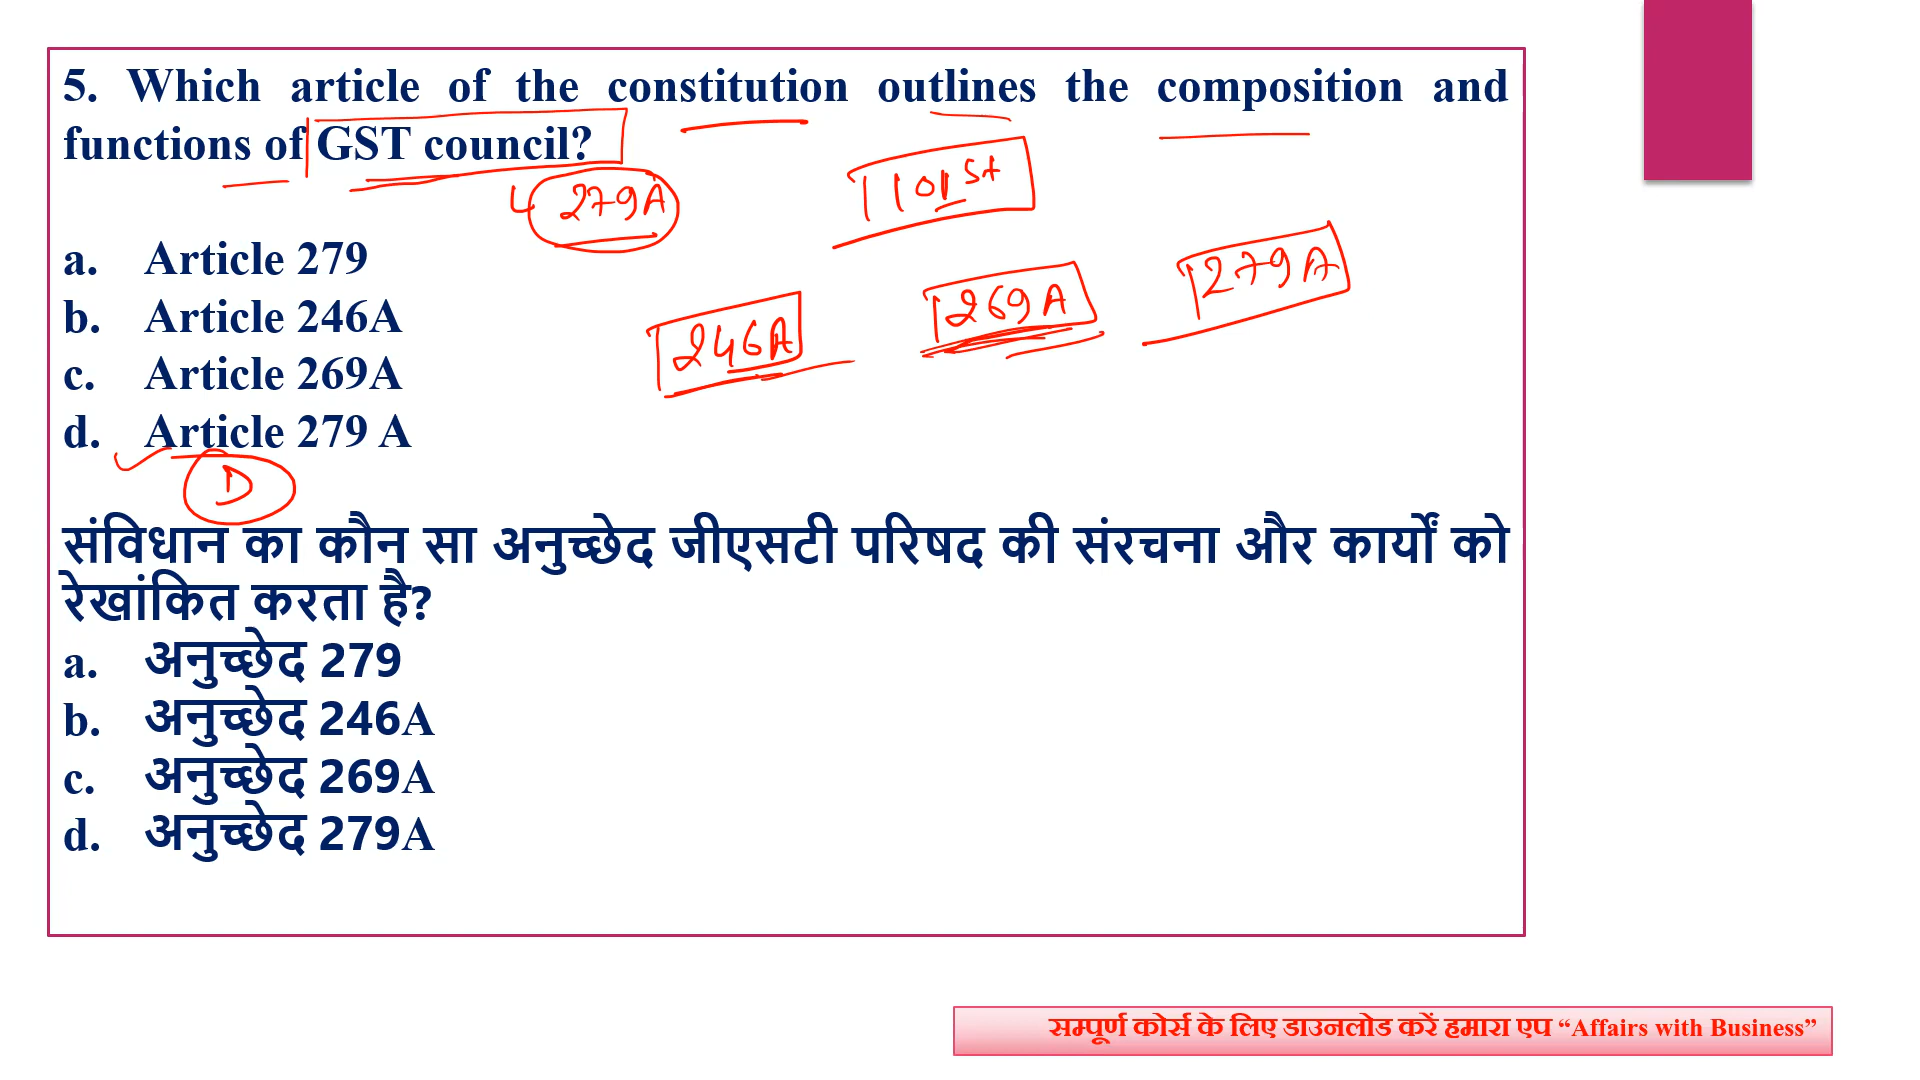 5. Which article of the constitution outlines the composition and
functions of GST council?
279A
101st
a. Article 279
279A
b. Article 246A
269A
246A
c. Article 269A
d. Article 279 A
D
संविधान का कौन सा अनुच्छेद जीएसटी परिषद की संरचना और कार्यों को
रेखांकित करता है?
a. अनुच्छेद 279
b. अनुच्छेद 246A
c. अनुच्छेद 269A
d. अनुच्छेद 279A
सम्पूर्ण कोर्स के लिए डाउनलोड करें हमारा एप “Affairs with Business”